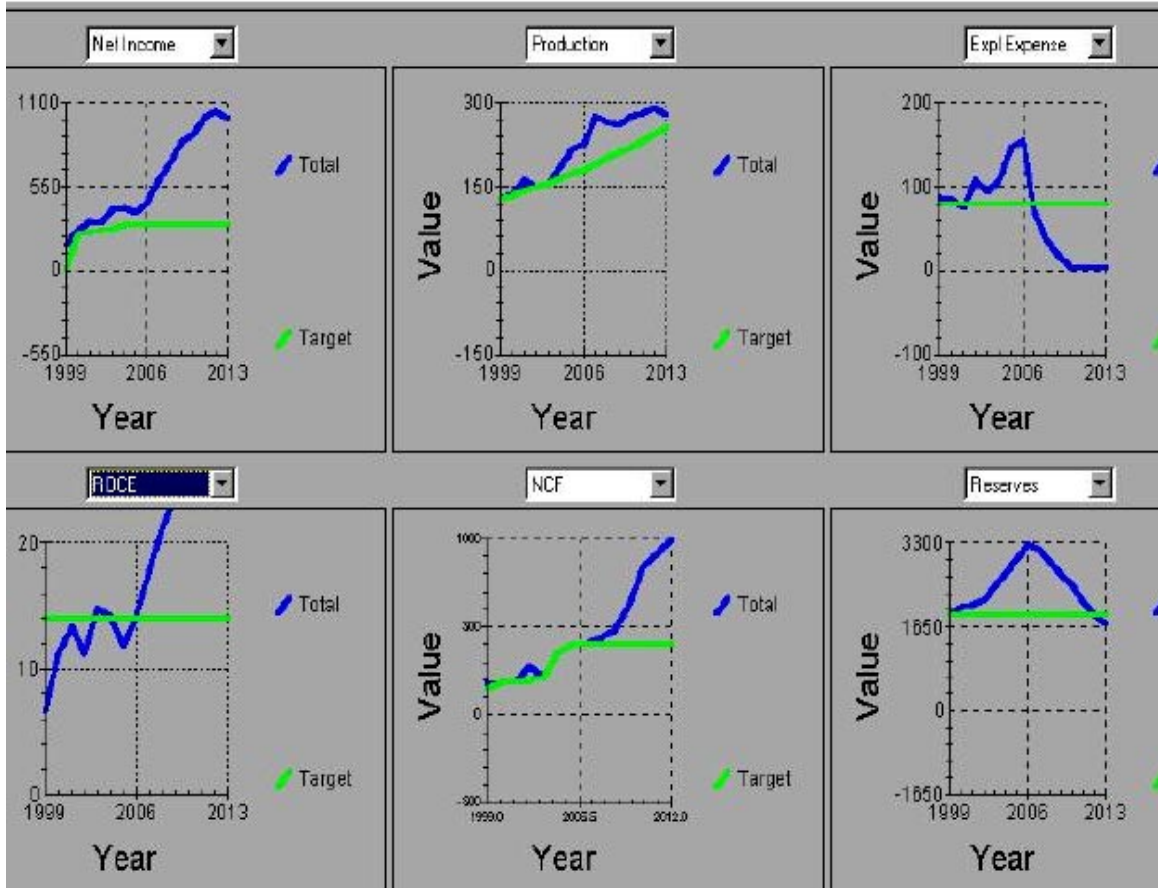 Net Income
Production
Expl Expense
1100
550
0
-550
1999
2006
2013
Total
Target
Year
300
150
0
-150
Value
1999
2006
2013
Total
Target
Year
200
100
0
-100
Value
1999
2006
2013
Year
ROCE
NCF
Reserves
20
10
0
1999
2006
2013
Total
Target
Year
1000
0
Value
1999.0
2005.5
2012.0
Total
Target
Year
3300
1650
0
-1650
Value
1999
2006
2013
Year